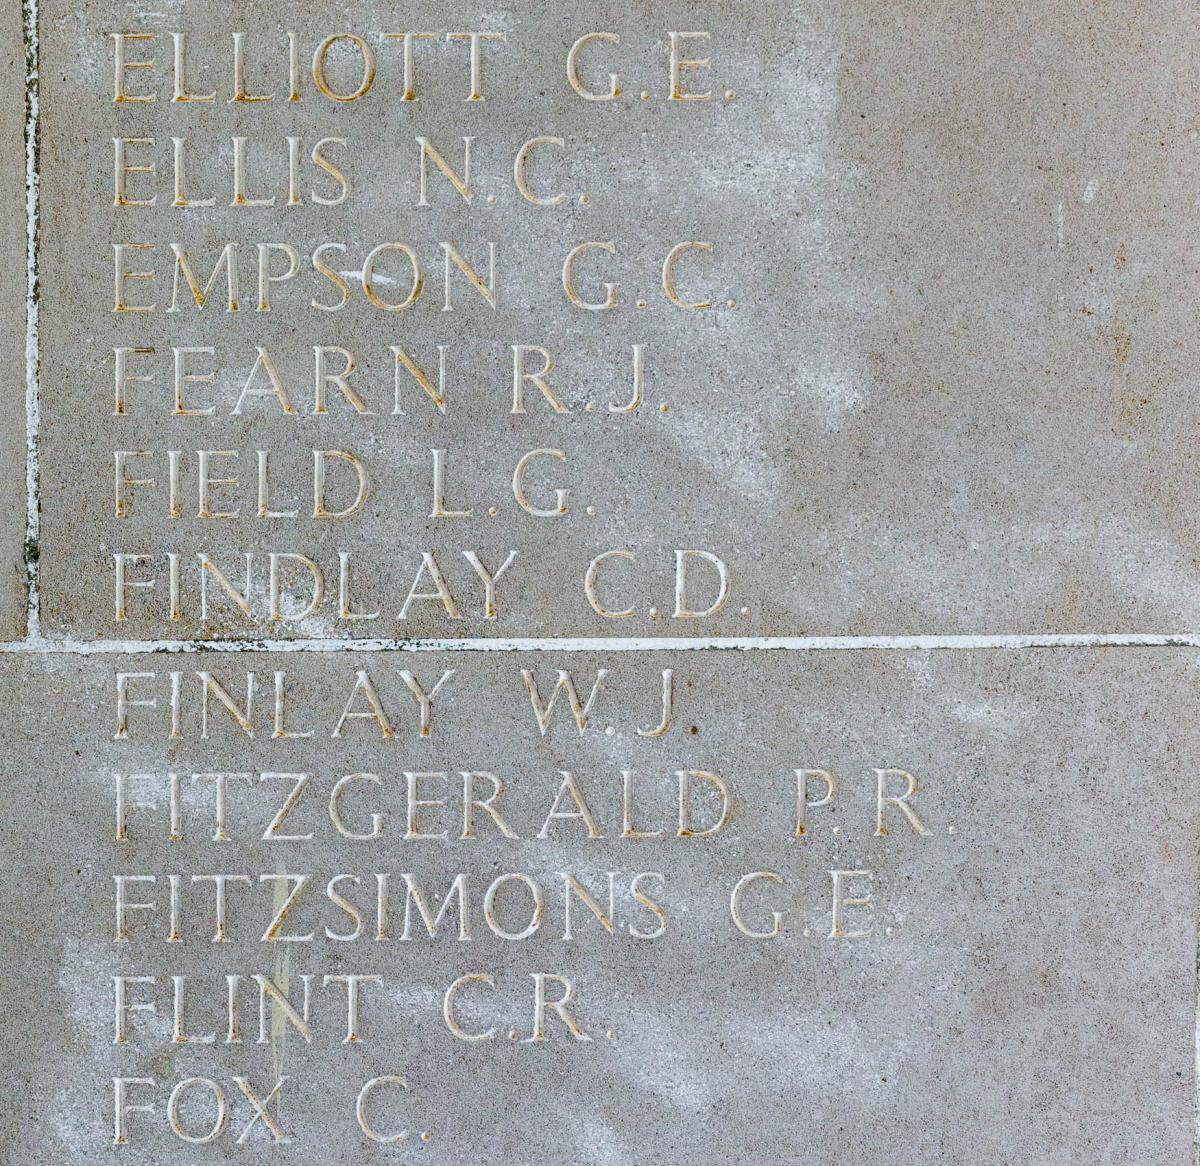 ELLIOTT G.E.
ELLIS N.C.
EMPSON G.C.
FEARN R.J.
FIELD L.G.
FINDLAY C.D.
FINLAY W.J.
FITZGERALD P.R.
FITZSIMONS G.E.
FLINT C.R.
FOX C.